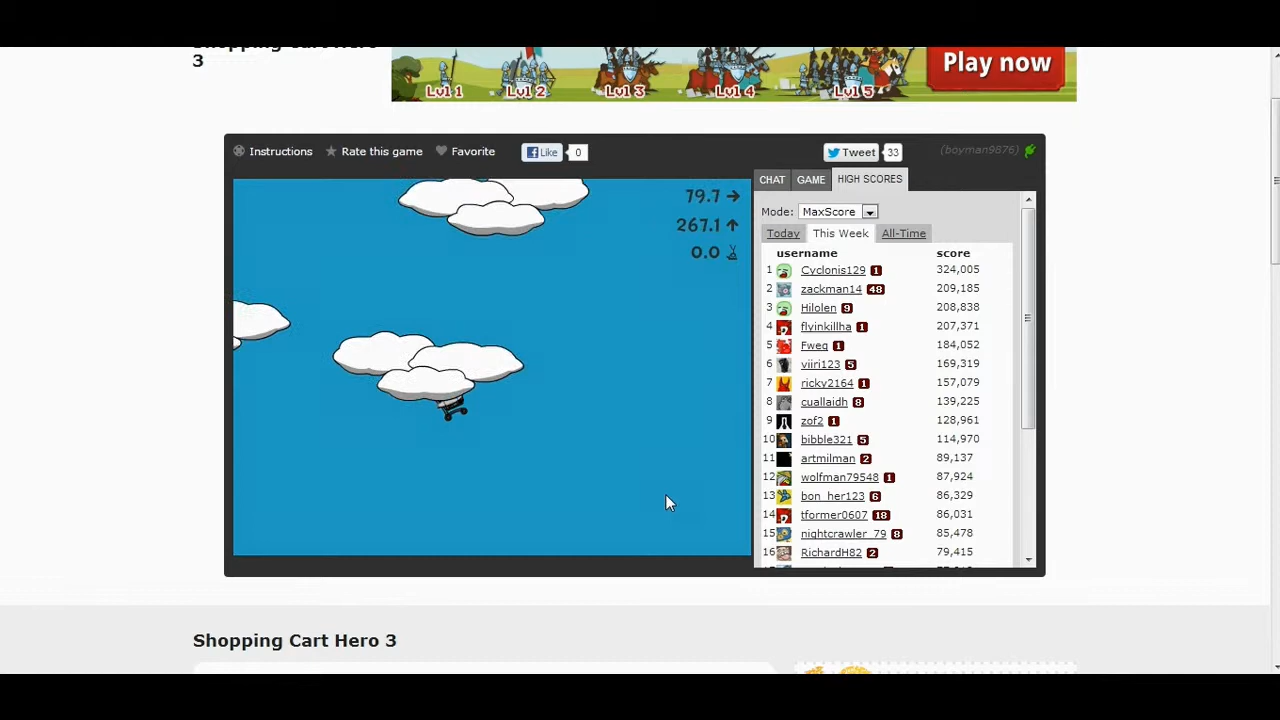 Shopping Cart Hero
3
Lvl 1 Lvl 2 Lvl 3 Lvl 4 Lvl 5
Play now
Instructions Rate this game Favorite Like 0 Tweet 33 (boyman9876)
79.7
267.1
0.0
CHAT GAME HIGH SCORES
Mode: MaxScore
Today This Week All-Time
username score
1 Cyclonis129 1 324,005
2 zackman14 48 209,185
3 Hilolen 9 208,838
4 flyinkillha 1 207,371
5 Fweq 1 184,052
6 viiri123 5 169,319
7 ricky2164 1 157,079
8 cuallaidh 8 139,225
9 zof2 1 128,961
10 bibble321 5 114,970
11 artmilman 2 89,137
12 wolfman79548 1 87,924
13 bon_her123 6 86,329
14 tformer0607 18 86,031
15 nightcrawler_79 8 85,478
16 RichardH82 2 79,415
Shopping Cart Hero 3